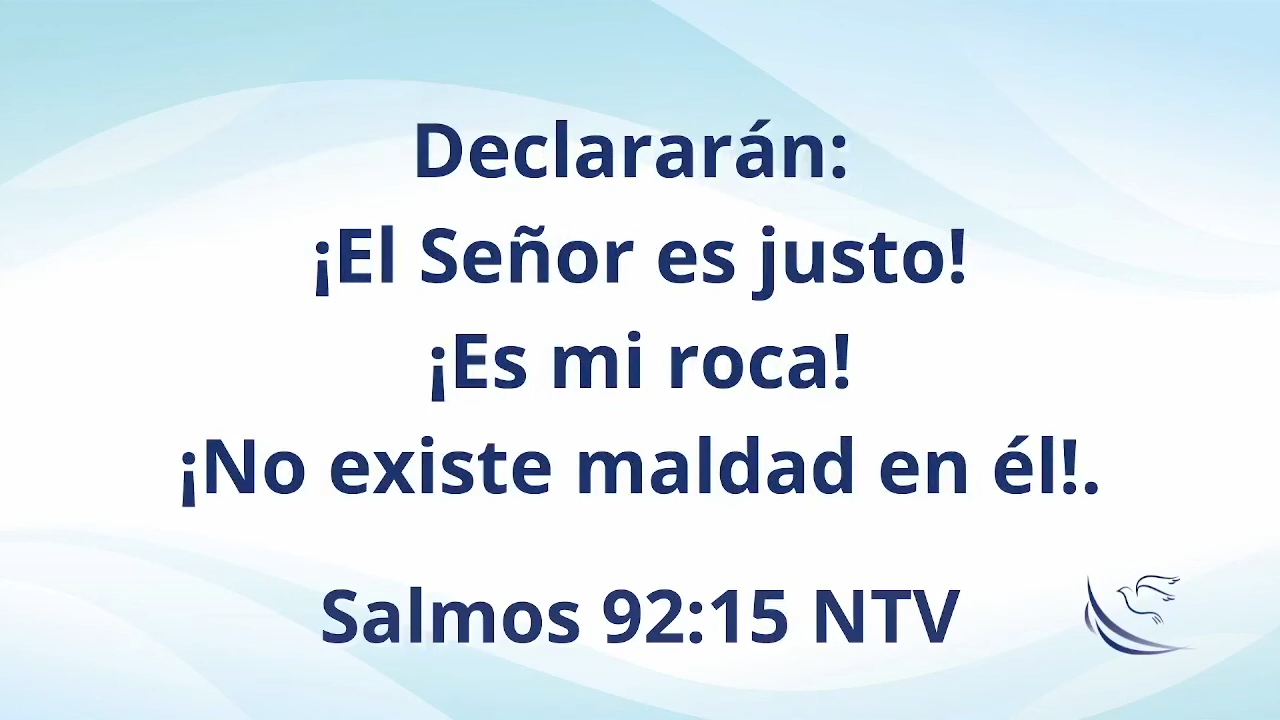 Declararán:
¡El Señor es justo!
¡Es mi roca!
¡No existe maldad en él!.
Salmos 92:15 NTV